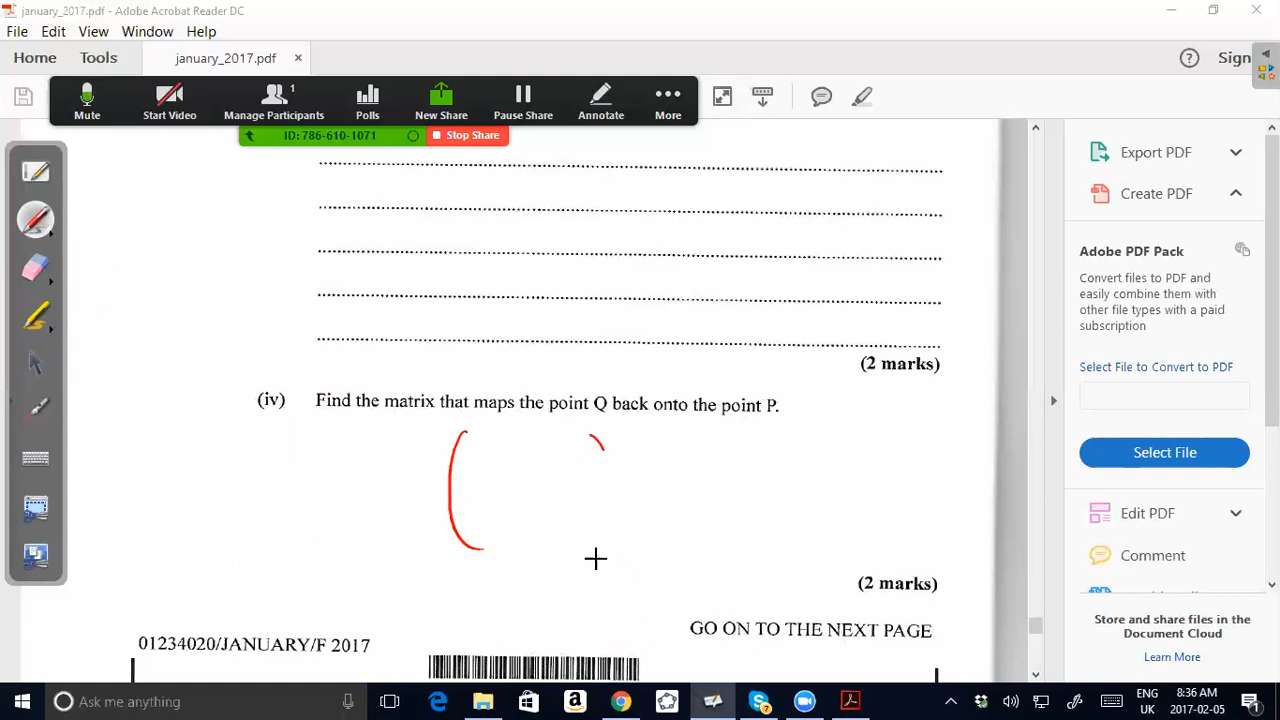 january_2017.pdf - Adobe Acrobat Reader DC
File Edit View Window Help
Home Tools january_2017.pdf × Sign
Mute Start Video Manage Participants 1 Polls New Share Pause Share Annotate More
ID: 786-610-1071 Stop Share
Export PDF
Create PDF
Adobe PDF Pack
Convert files to PDF and
easily combine them with
other file types with a paid
subscription
Select File to Convert to PDF
Select File
Edit PDF
Comment
Store and share files in the
Document Cloud
Learn More
(2 marks)
(iv) Find the matrix that maps the point Q back onto the point P.
(2 marks)
GO ON TO THE NEXT PAGE
01234020/JANUARY/F 2017
Ask me anything
ENG
UK
8:36 AM
2017-02-05